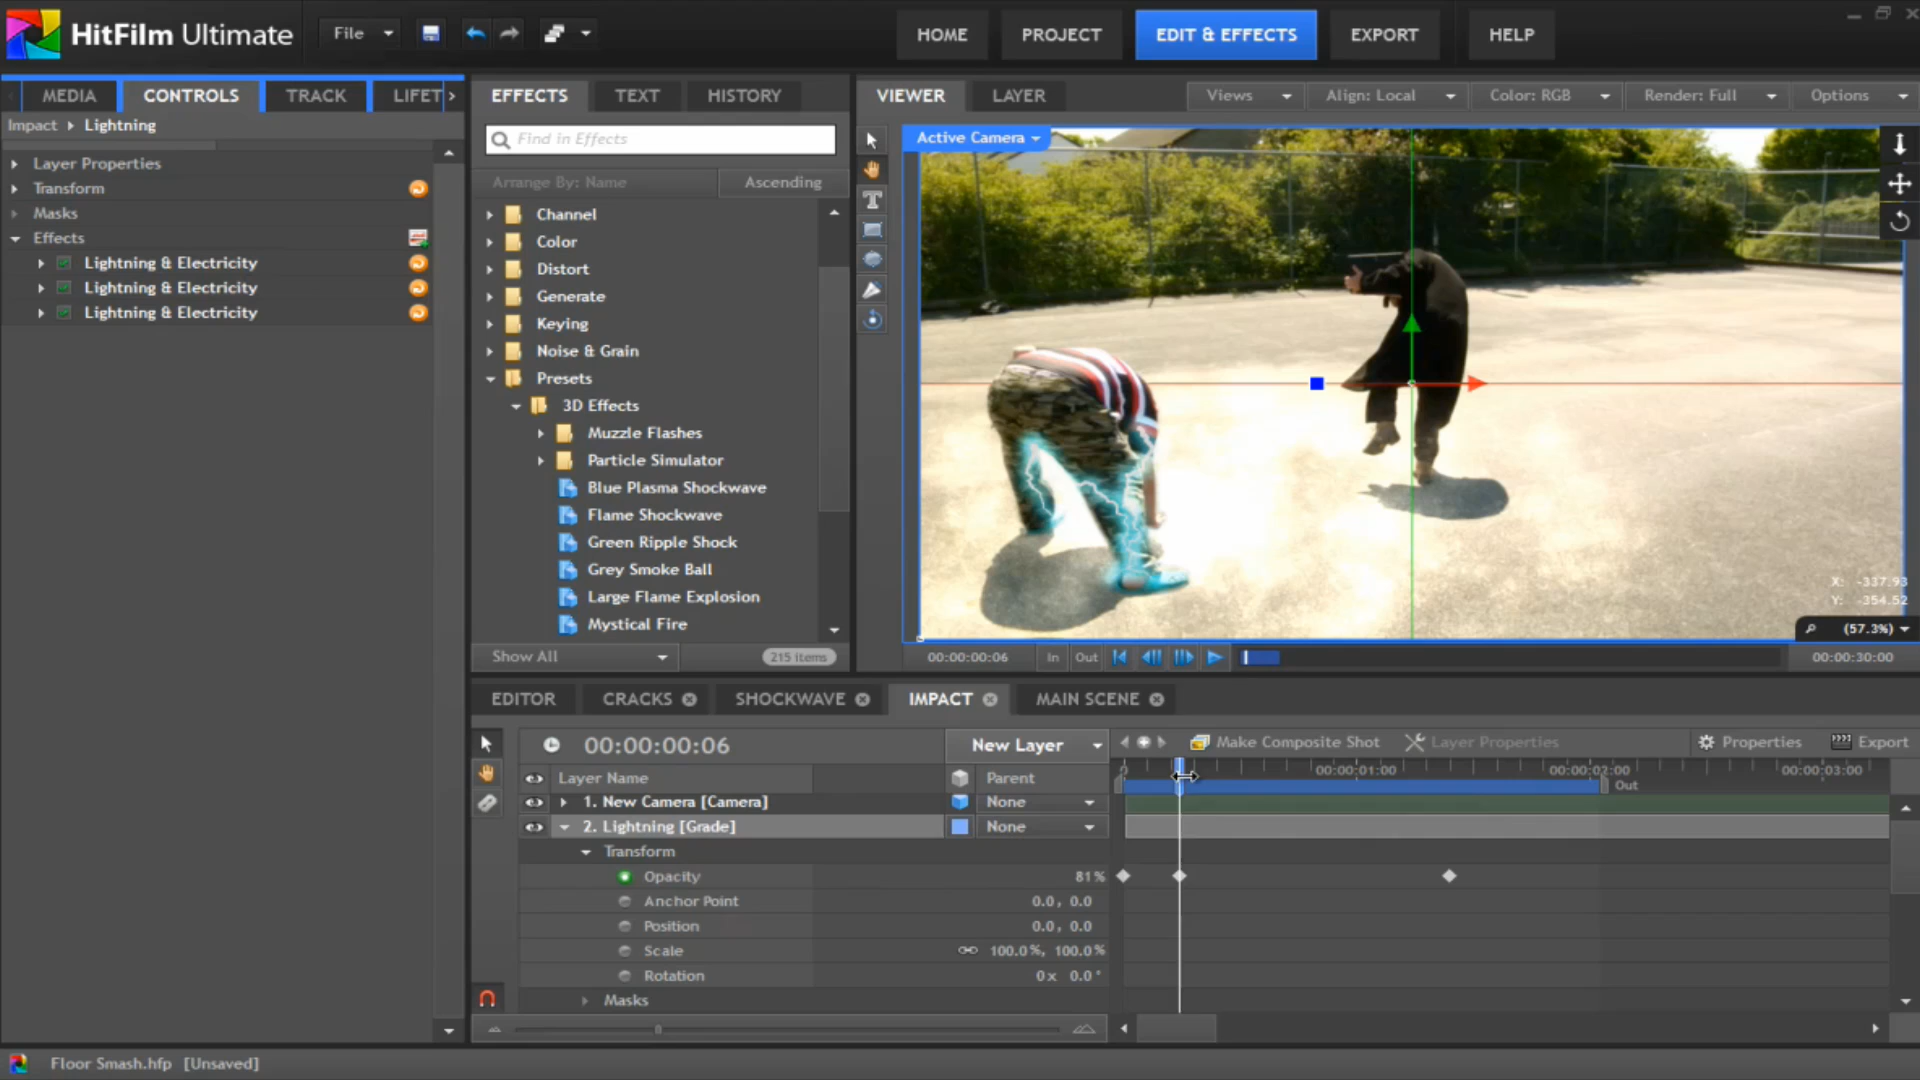 HitFilm Ultimate
File
HOME
PROJECT
EDIT & EFFECTS
EXPORT
HELP
MEDIA
CONTROLS
TRACK
LIFET
EFFECTS
TEXT
HISTORY
VIEWER
LAYER
Views
Align: Local
Color: RGB
Render: Full
Options
Impact
Lightning
Layer Properties
Transform
Masks
Effects
Lightning & Electricity
Lightning & Electricity
Lightning & Electricity
Find in Effects
Arrange By: Name
Ascending
Channel
Color
Distort
Generate
Keying
Noise & Grain
Presets
3D Effects
Muzzle Flashes
Particle Simulator
Blue Plasma Shockwave
Flame Shockwave
Green Ripple Shock
Grey Smoke Ball
Large Flame Explosion
Mystical Fire
Show All
215 items
Active Camera
X: -337.93
Y: -354.52
(57.3%)
00:00:00:06
In
Out
00:00:30:00
EDITOR
CRACKS
SHOCKWAVE
IMPACT
MAIN SCENE
00:00:00:06
New Layer
Make Composite Shot
Layer Properties
Properties
Export
Layer Name
Parent
0
00:00:01:00
00:00:02:00
00:00:03:00
Out
1. New Camera [Camera]
None
2. Lightning [Grade]
None
Transform
Opacity
81%
Anchor Point
0.0, 0.0
Position
0.0, 0.0
Scale
100.0%, 100.0%
Rotation
0x 0.0°
Masks
Floor Smash.hfp [Unsaved]